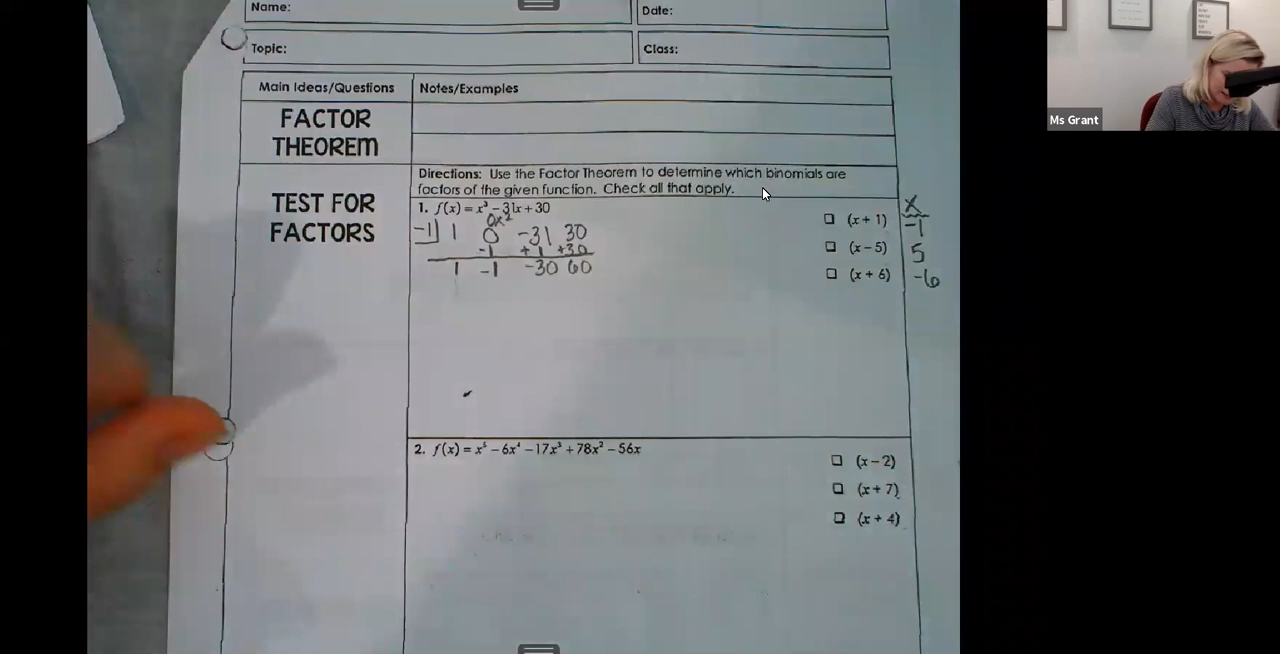 Name:
Date:
Topic:
Class:
Main Ideas/Questions
Notes/Examples
FACTOR
THEOREM
Directions: Use the Factor Theorem to determine which binomials are
factors of the given function. Check all that apply.
TEST FOR
FACTORS
1. f(x) = x³ − 31x + 30
0x²
-1 1 0 -31 30
-1 +1 +30
1 -1 -30 60
☐ (x + 1)
☐ (x − 5)
☐ (x + 6)
x
-1
5
-6
2. f(x) = x⁵ − 6x⁴ − 17x³ + 78x² − 56x
☐ (x − 2)
☐ (x + 7)
☐ (x + 4)
Ms Grant